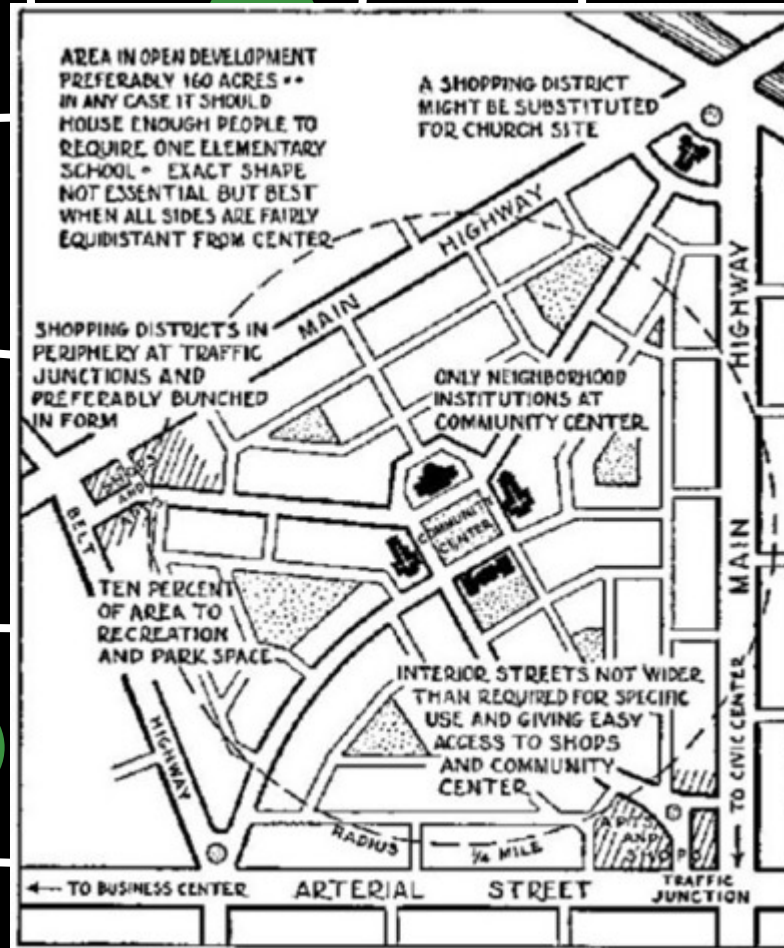 AREA IN OPEN DEVELOPMENT
PREFERABLY 160 ACRES **
IN ANY CASE IT SHOULD
HOUSE ENOUGH PEOPLE TO
REQUIRE ONE ELEMENTARY
SCHOOL • EXACT SHAPE
NOT ESSENTIAL BUT BEST
WHEN ALL SIDES ARE FAIRLY
EQUIDISTANT FROM CENTER
A SHOPPING DISTRICT
MIGHT BE SUBSTITUTED
FOR CHURCH SITE
MAIN HIGHWAY
SHOPPING DISTRICTS IN
PERIPHERY AT TRAFFIC
JUNCTIONS AND
PREFERABLY BUNCHED
IN FORM
ONLY NEIGHBORHOOD
INSTITUTIONS AT
COMMUNITY CENTER
SHOPS
AND
BELT
HIGHWAY
COMMUNITY
CENTER
MAIN HIGHWAY
TEN PERCENT
OF AREA TO
RECREATION
AND PARK SPACE
INTERIOR STREETS NOT WIDER
THAN REQUIRED FOR SPECIFIC
USE AND GIVING EASY
ACCESS TO SHOPS
AND COMMUNITY
CENTER
TO CIVIC CENTER
APTS
AND
SHOPS
RADIUS ¼ MILE
TO BUSINESS CENTER
ARTERIAL STREET
TRAFFIC
JUNCTION